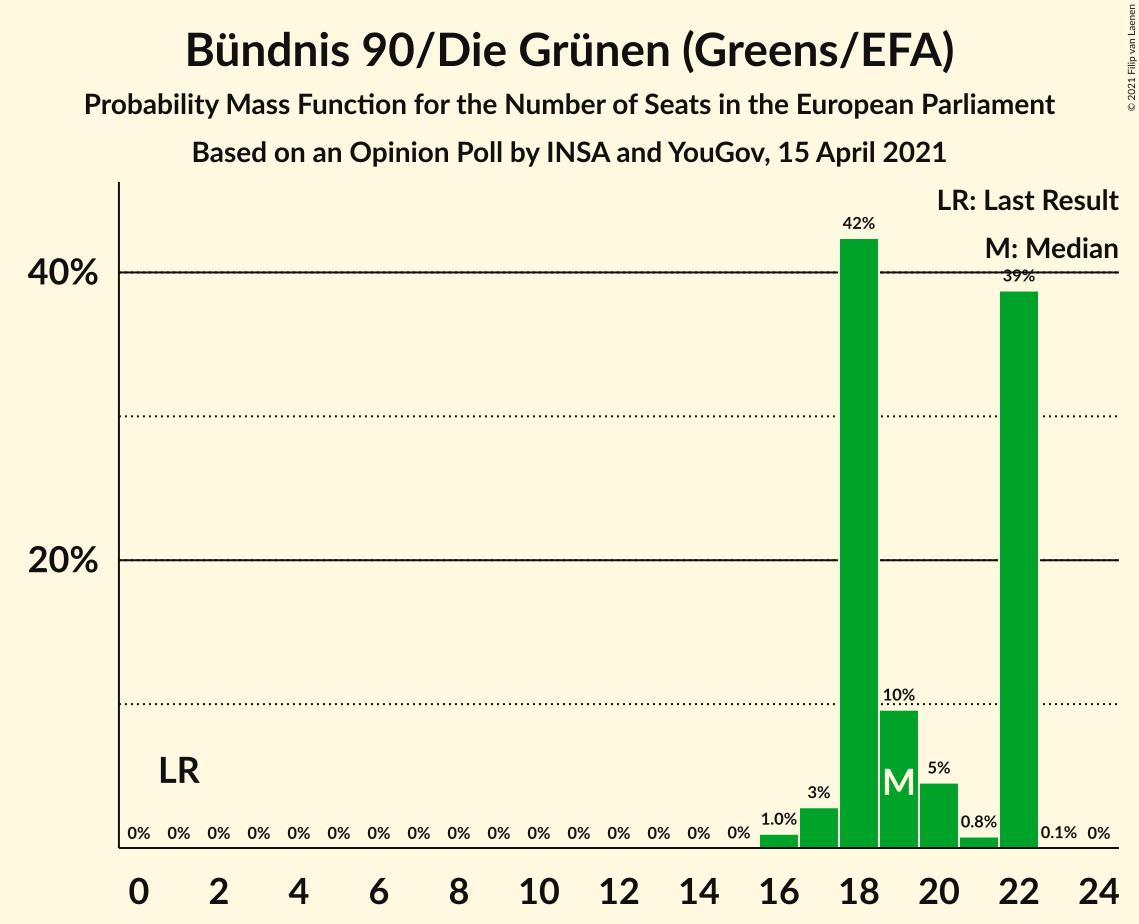 Bündnis 90/Die Grünen (Greens/EFA)
Probability Mass Function for the Number of Seats in the European Parliament
Based on an Opinion Poll by INSA and YouGov, 15 April 2021
© 2021 Filip van Laenen
LR: Last Result
M: Median
42%
40%
39%
20%
10%
LR
M
5%
3%
1.0%
0.8%
0% 0% 0% 0% 0% 0% 0% 0% 0% 0% 0% 0% 0% 0% 0% 0% 0.1% 0%
0 2 4 6 8 10 12 14 16 18 20 22 24